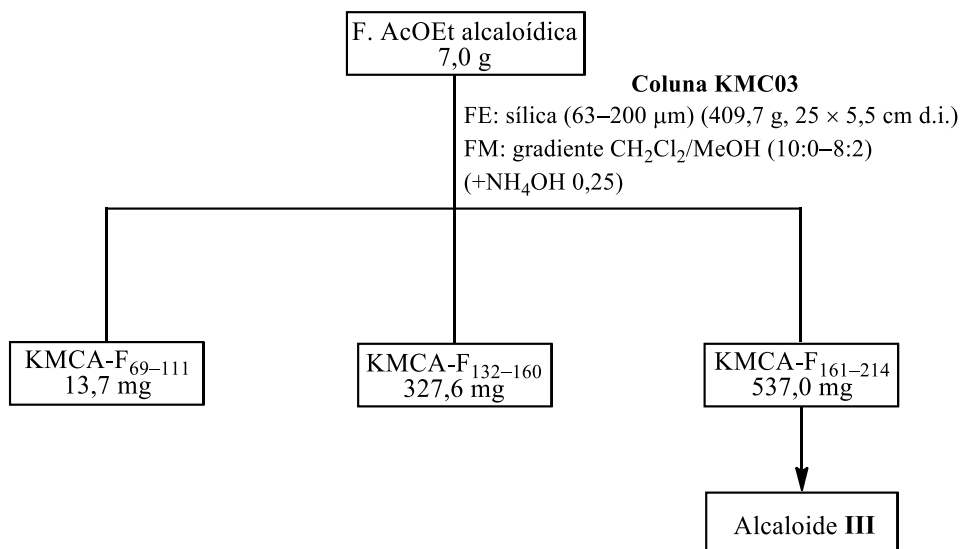 F. AcOEt alcaloídica
7,0 g
Coluna KMC03
FE: sílica (63–200 μm) (409,7 g, 25 × 5,5 cm d.i.)
FM: gradiente CH₂Cl₂/MeOH (10:0–8:2)
(+NH₄OH 0,25)
KMCA-F₆₉₋₁₁₁
13,7 mg
KMCA-F₁₃₂₋₁₆₀
327,6 mg
KMCA-F₁₆₁₋₂₁₄
537,0 mg
Alcaloide III